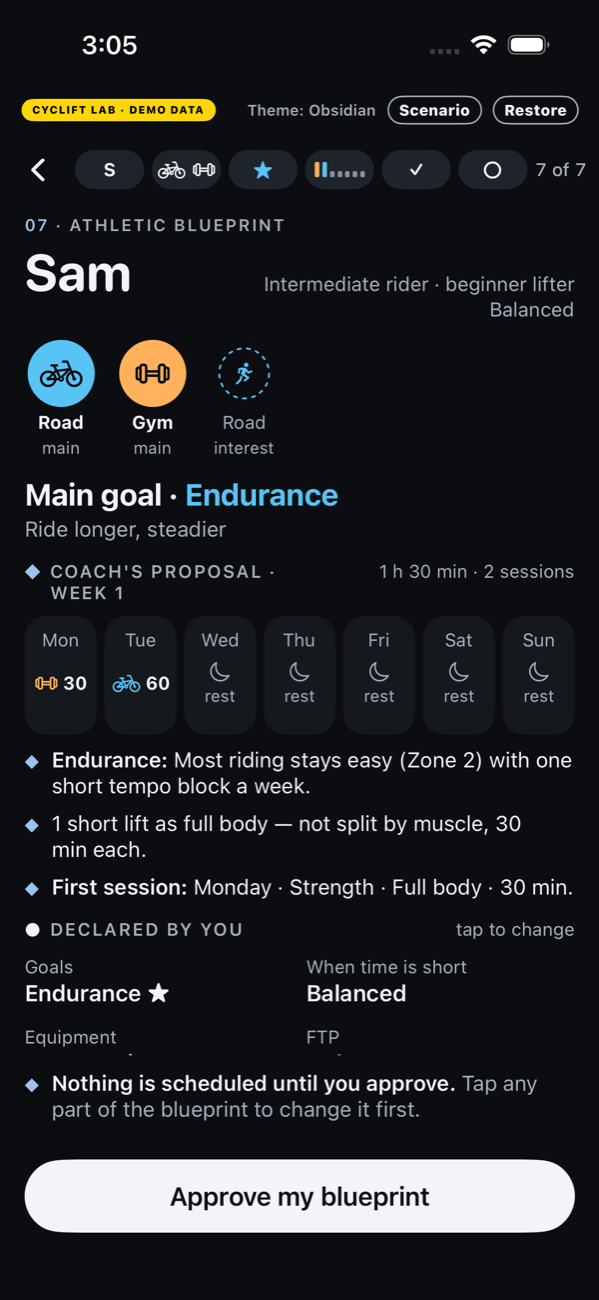 3:05
CYCLIFT LAB · DEMO DATA
Theme: Obsidian
Scenario
Restore
S
7 of 7
07 · ATHLETIC BLUEPRINT
Sam
Intermediate rider · beginner lifter
Balanced
Road
main
Gym
main
Road
interest
Main goal · Endurance
Ride longer, steadier
COACH'S PROPOSAL ·
WEEK 1
1 h 30 min · 2 sessions
Mon
30
Tue
60
Wed
rest
Thu
rest
Fri
rest
Sat
rest
Sun
rest
Endurance: Most riding stays easy (Zone 2) with one
short tempo block a week.
1 short lift as full body — not split by muscle, 30
min each.
First session: Monday · Strength · Full body · 30 min.
DECLARED BY YOU
tap to change
Goals
Endurance ★
When time is short
Balanced
Equipment
FTP
Nothing is scheduled until you approve. Tap any
part of the blueprint to change it first.
Approve my blueprint